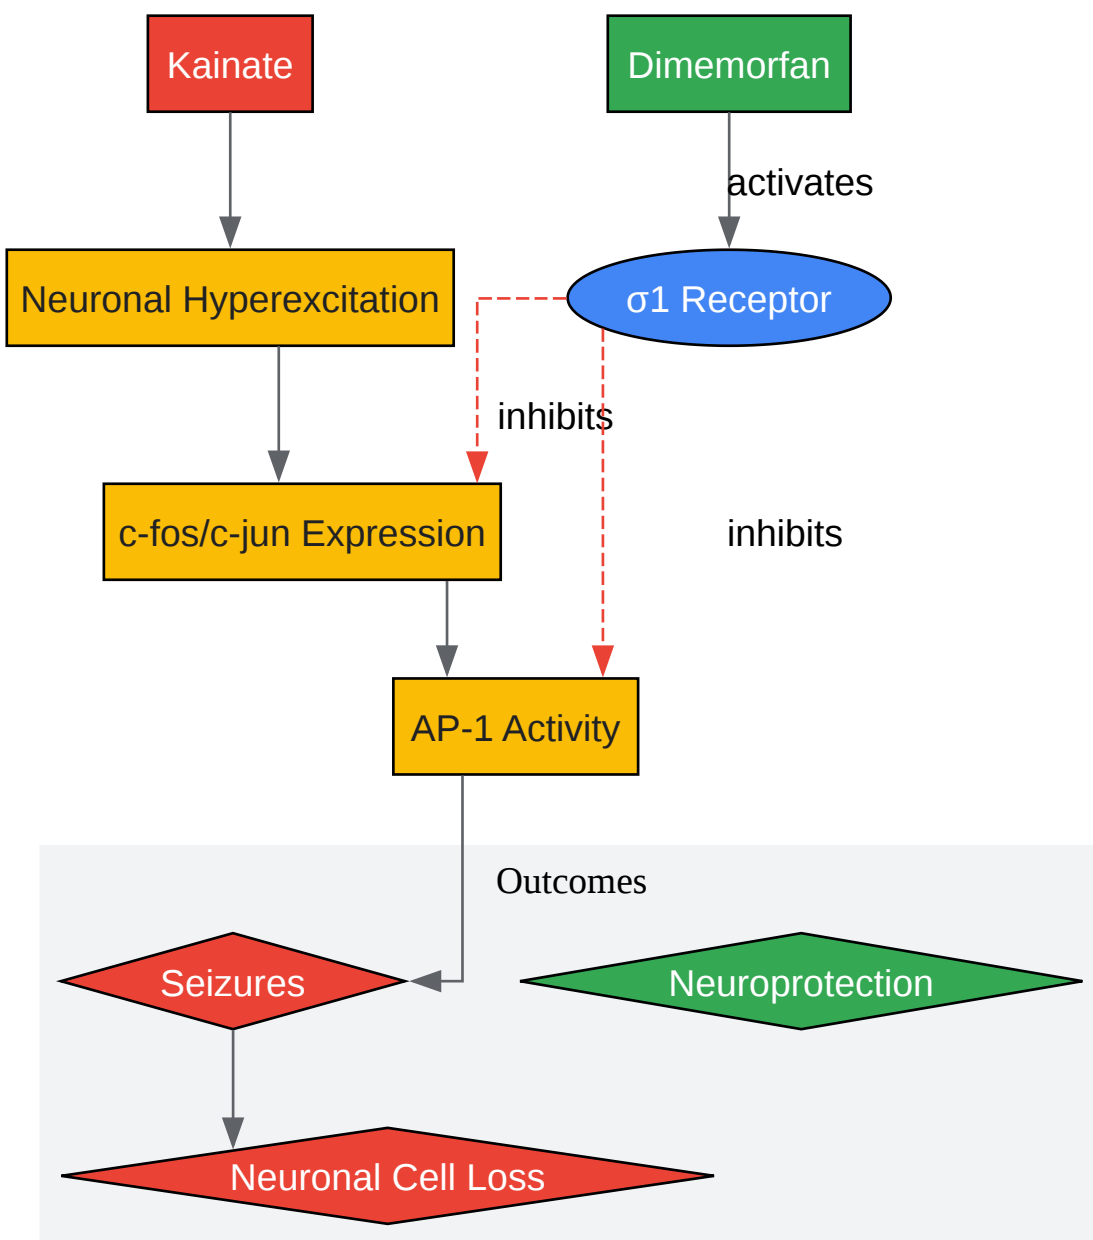 Kainate
Dimemorfan
activates
Neuronal Hyperexcitation
σ1 Receptor
inhibits
c-fos/c-jun Expression
inhibits
AP-1 Activity
Outcomes
Seizures
Neuroprotection
Neuronal Cell Loss